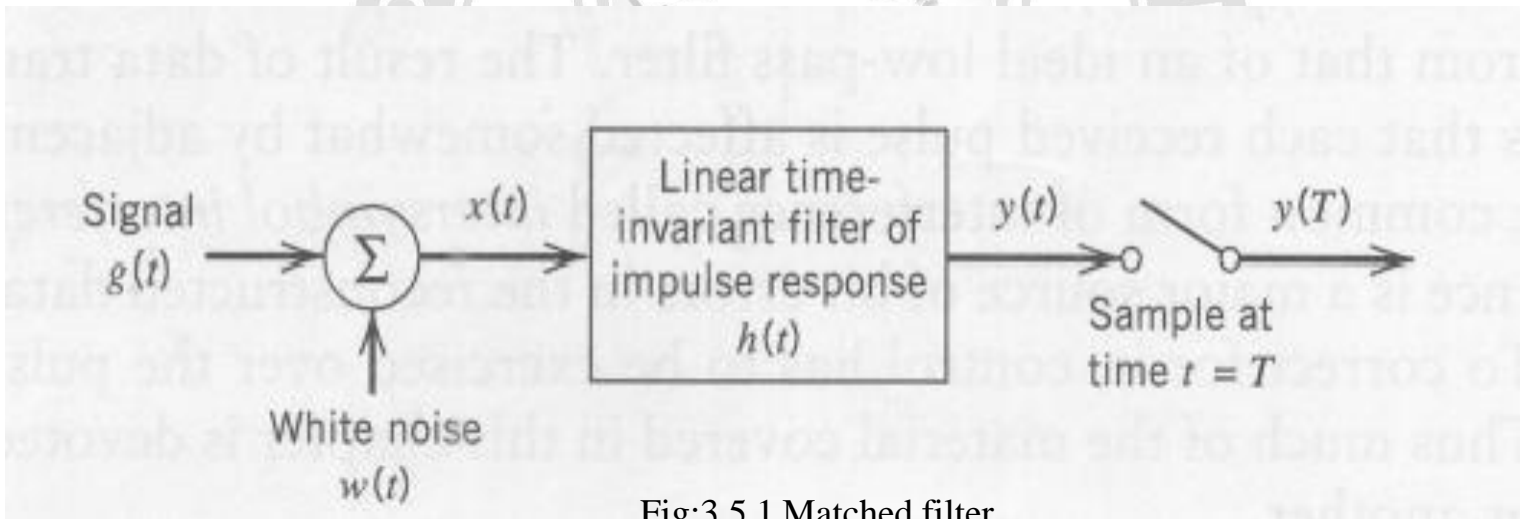 Signal
g(t)
Σ
x(t)
White noise
w(t)
Linear time-
invariant filter of
impulse response
h(t)
y(t)
y(T)
Sample at
time t = T
Fig:3.5.1 Matched filter